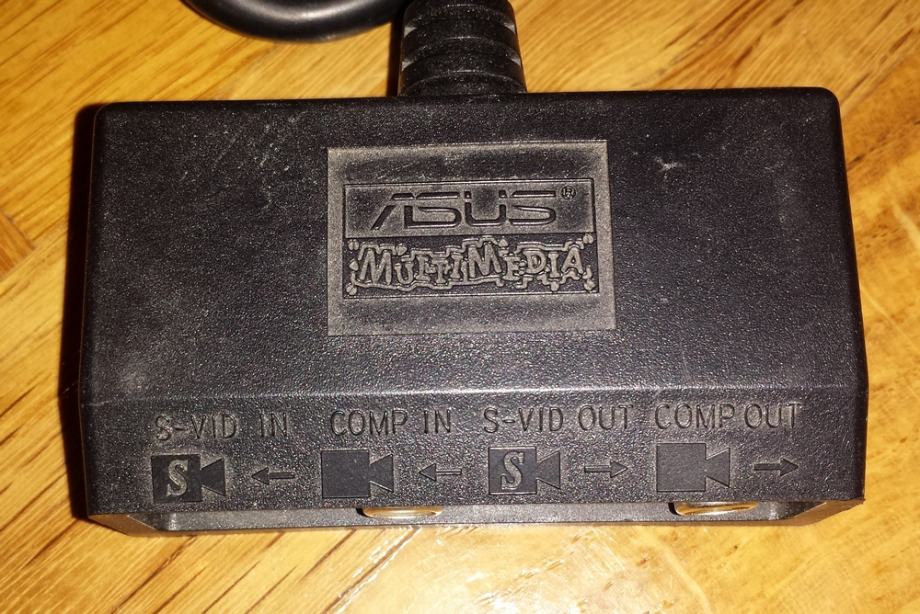 ASUS®
MULTIMEDIA
S-VID IN COMP IN S-VID OUT COMP OUT
S S